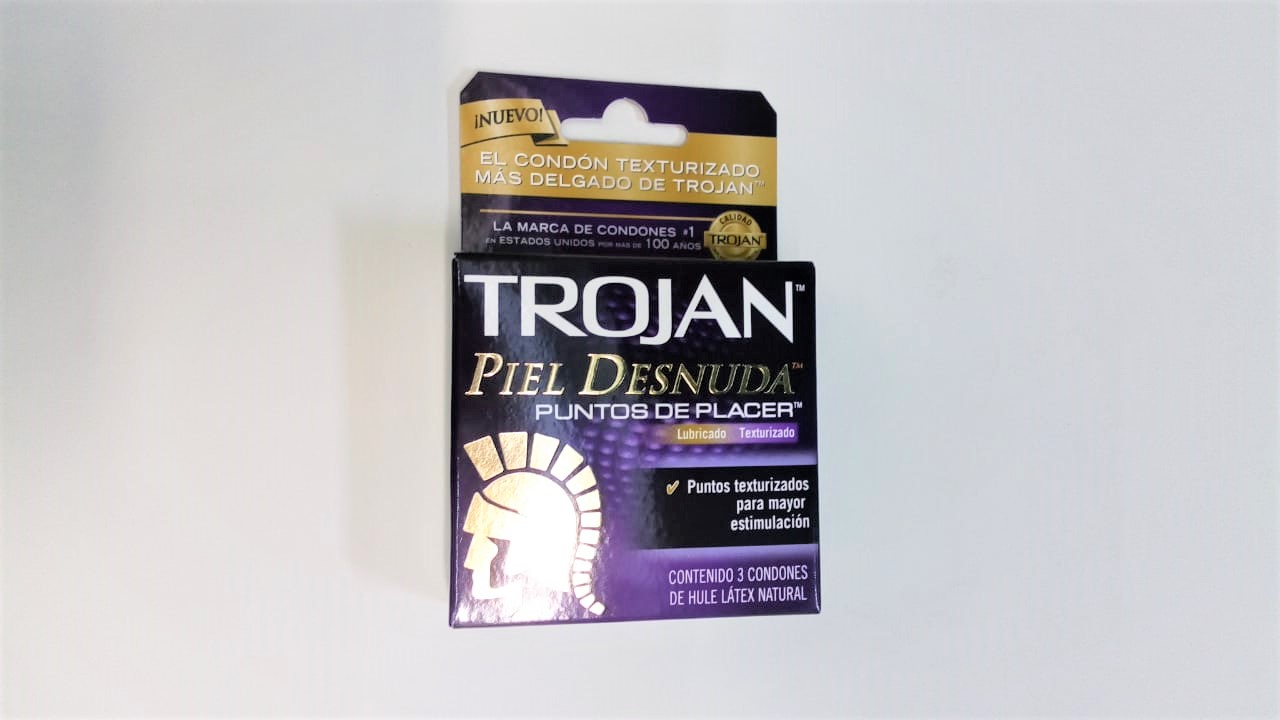 ¡NUEVO!
EL CONDÓN TEXTURIZADO
MÁS DELGADO DE TROJAN™
LA MARCA DE CONDONES #1
EN ESTADOS UNIDOS POR MÁS DE 100 AÑOS
CALIDAD
TROJAN
TROJAN™
PIEL DESNUDA™
PUNTOS DE PLACER™
Lubricado Texturizado
✓ Puntos texturizados
para mayor
estimulación
CONTENIDO 3 CONDONES
DE HULE LÁTEX NATURAL